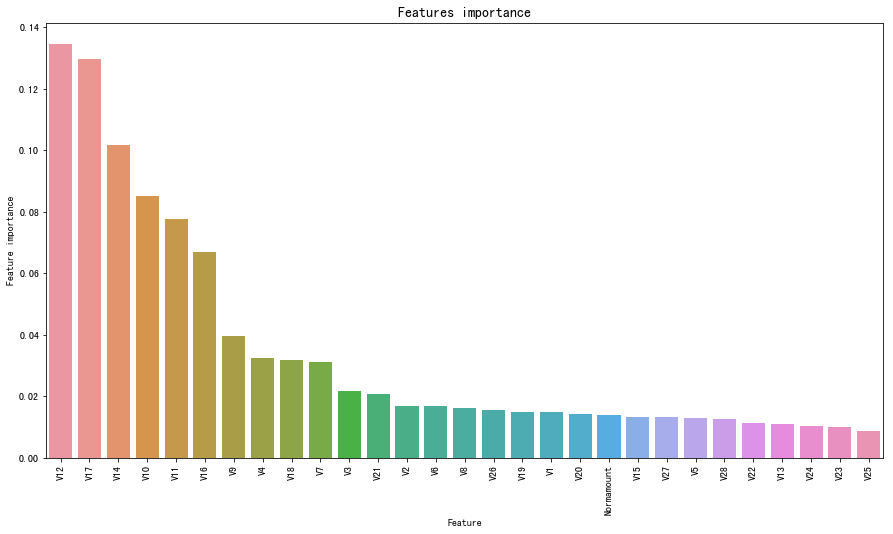 Features importance
Feature importance
0.14
0.12
0.10
0.08
0.06
0.04
0.02
0.00
V12
V17
V14
V10
V11
V16
V9
V4
V18
V7
V3
V21
V2
V6
V8
V26
V19
V1
V20
Normamount
V15
V27
V5
V28
V22
V13
V24
V23
V25
Feature